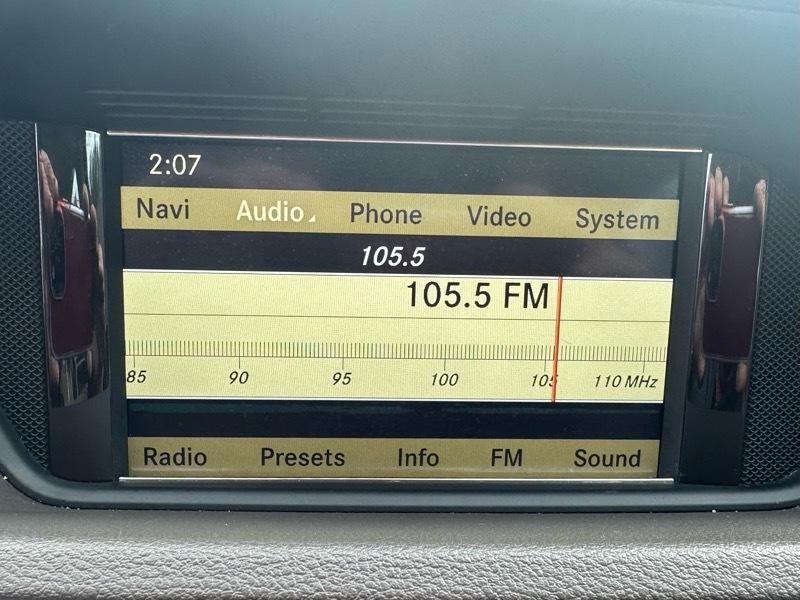 2:07
Navi Audio Phone Video System
105.5
105.5 FM
85 90 95 100 105 110 MHz
Radio Presets Info FM Sound